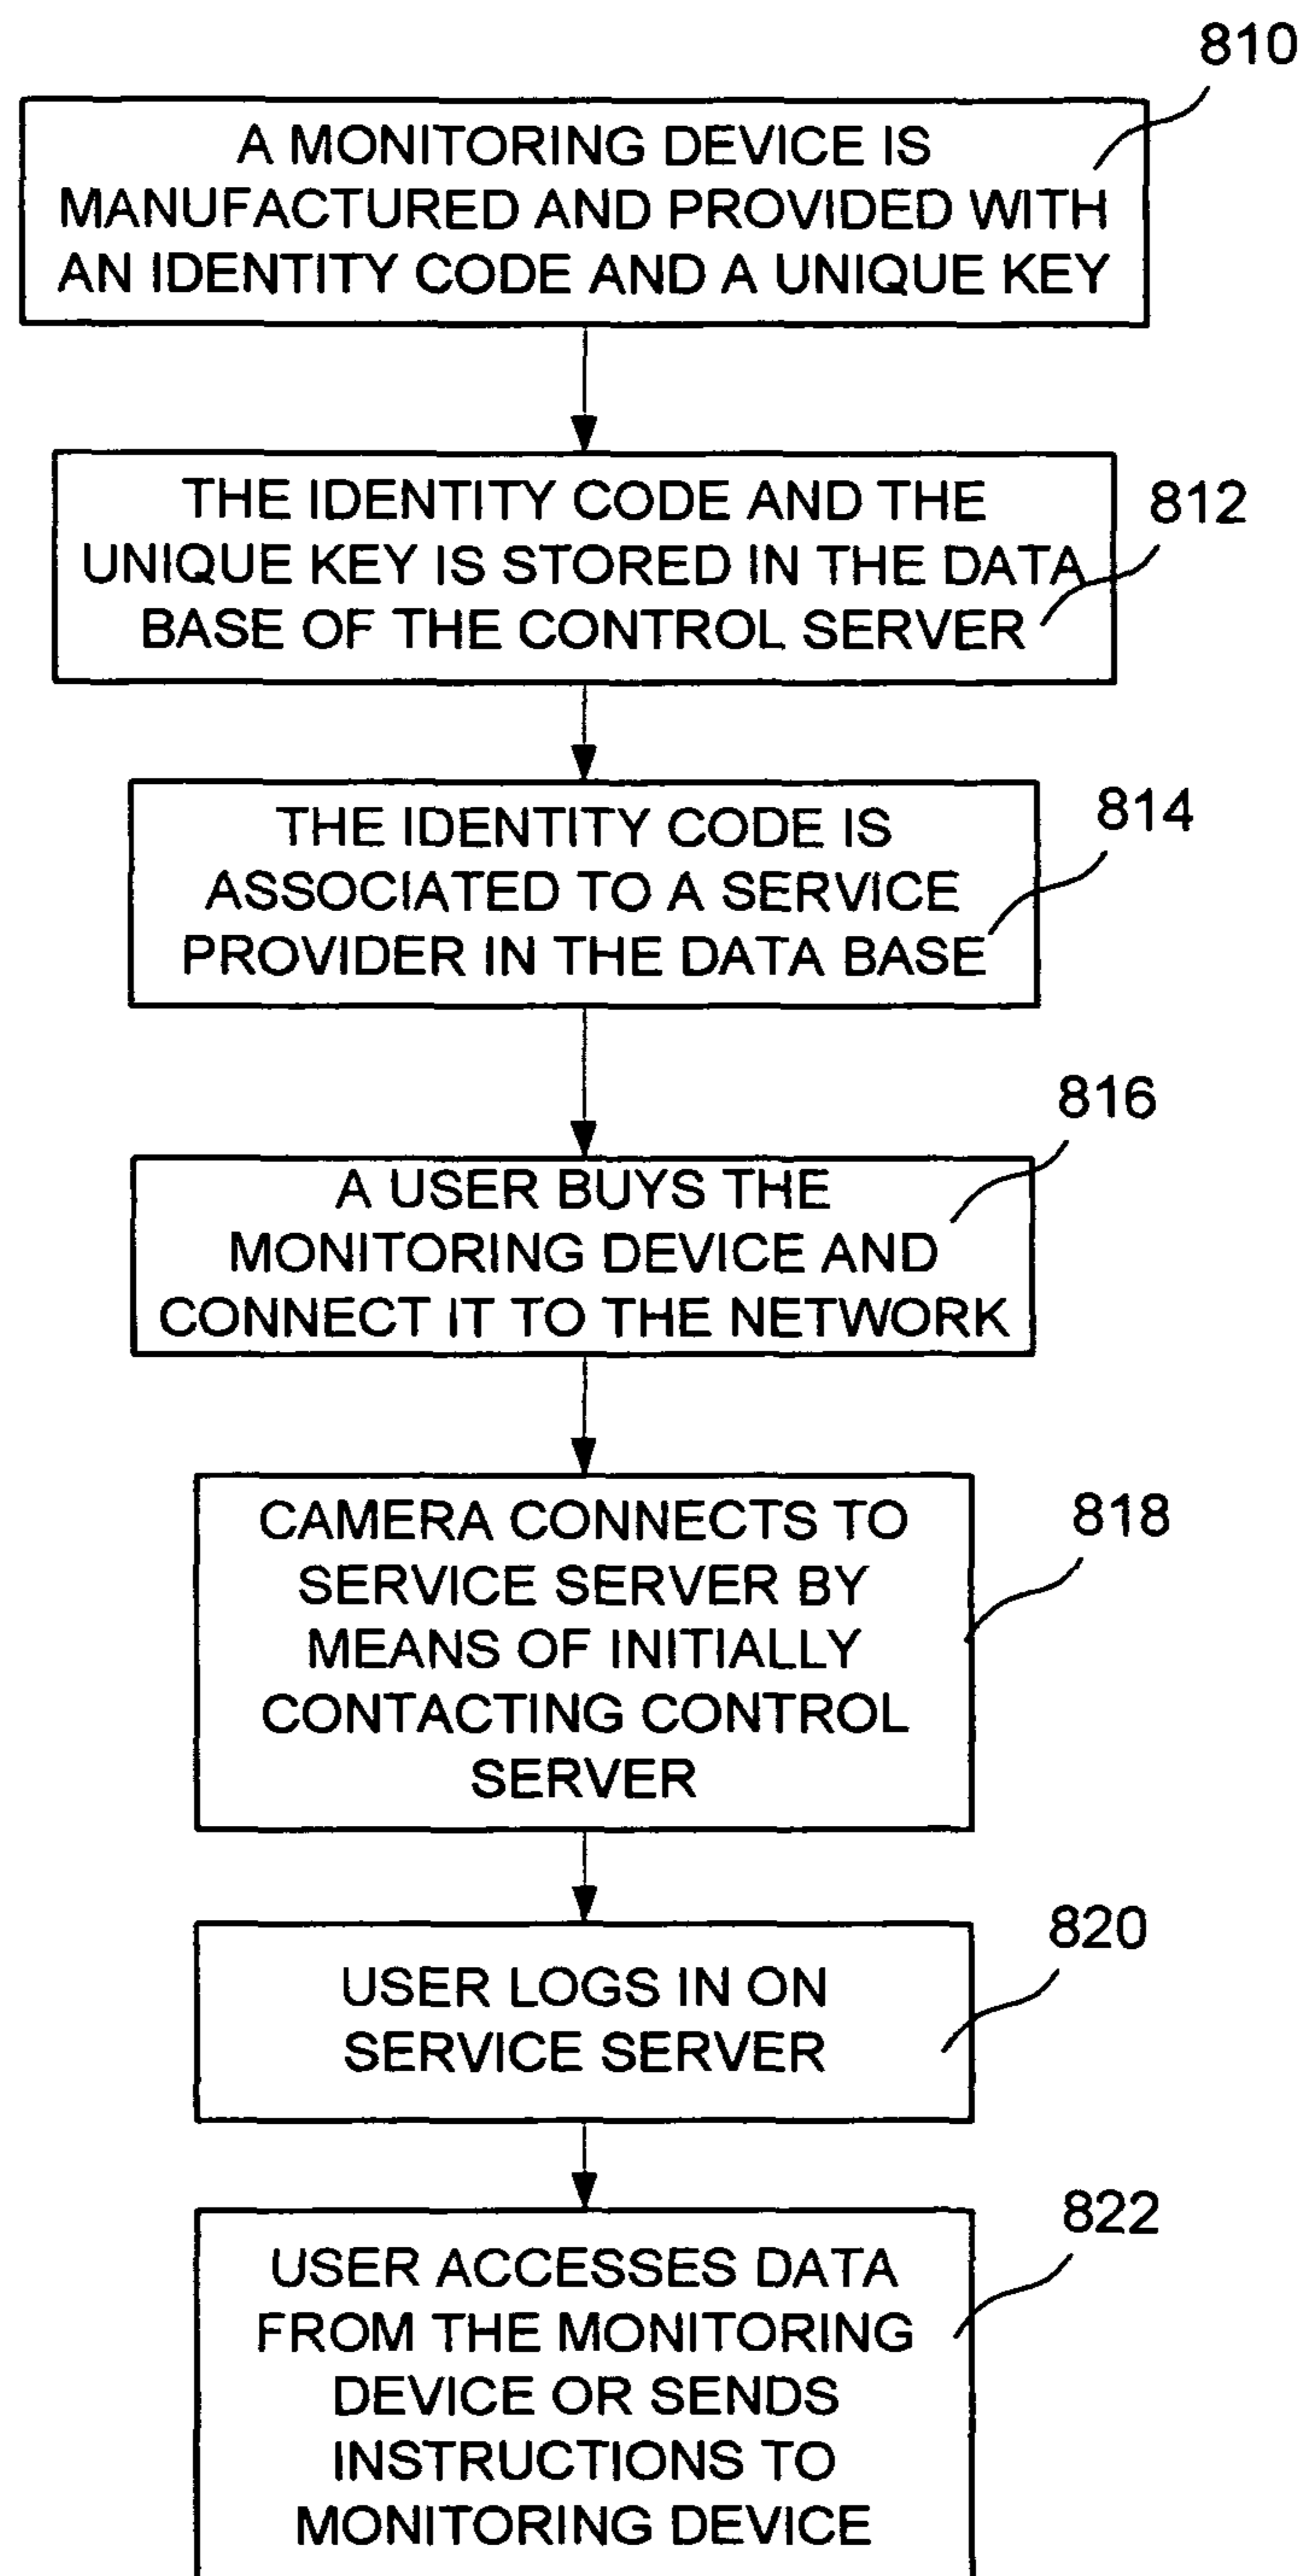 810
A MONITORING DEVICE IS
MANUFACTURED AND PROVIDED WITH
AN IDENTITY CODE AND A UNIQUE KEY
812
THE IDENTITY CODE AND THE
UNIQUE KEY IS STORED IN THE DATA
BASE OF THE CONTROL SERVER
814
THE IDENTITY CODE IS
ASSOCIATED TO A SERVICE
PROVIDER IN THE DATA BASE
816
A USER BUYS THE
MONITORING DEVICE AND
CONNECT IT TO THE NETWORK
818
CAMERA CONNECTS TO
SERVICE SERVER BY
MEANS OF INITIALLY
CONTACTING CONTROL
SERVER
820
USER LOGS IN ON
SERVICE SERVER
822
USER ACCESSES DATA
FROM THE MONITORING
DEVICE OR SENDS
INSTRUCTIONS TO
MONITORING DEVICE